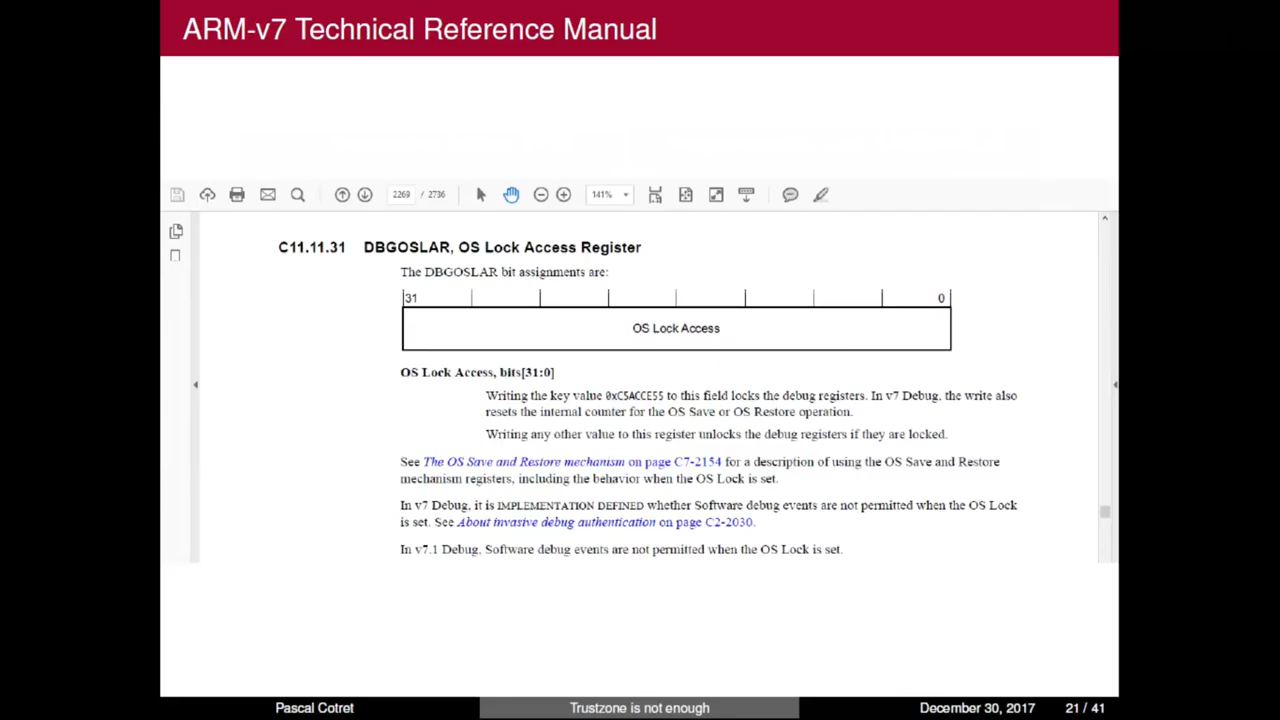 ARM-v7 Technical Reference Manual
2269 / 2736 141%
C11.11.31 DBGOSLAR, OS Lock Access Register
The DBGOSLAR bit assignments are:
31 0
OS Lock Access
OS Lock Access, bits[31:0]
Writing the key value 0xC5ACCE55 to this field locks the debug registers. In v7 Debug, the write also
resets the internal counter for the OS Save or OS Restore operation.
Writing any other value to this register unlocks the debug registers if they are locked.
See The OS Save and Restore mechanism on page C7-2154 for a description of using the OS Save and Restore
mechanism registers, including the behavior when the OS Lock is set.
In v7 Debug, it is IMPLEMENTATION DEFINED whether Software debug events are not permitted when the OS Lock
is set. See About invasive debug authentication on page C2-2030.
In v7.1 Debug, Software debug events are not permitted when the OS Lock is set.
Pascal Cotret Trustzone is not enough December 30, 2017 21 / 41